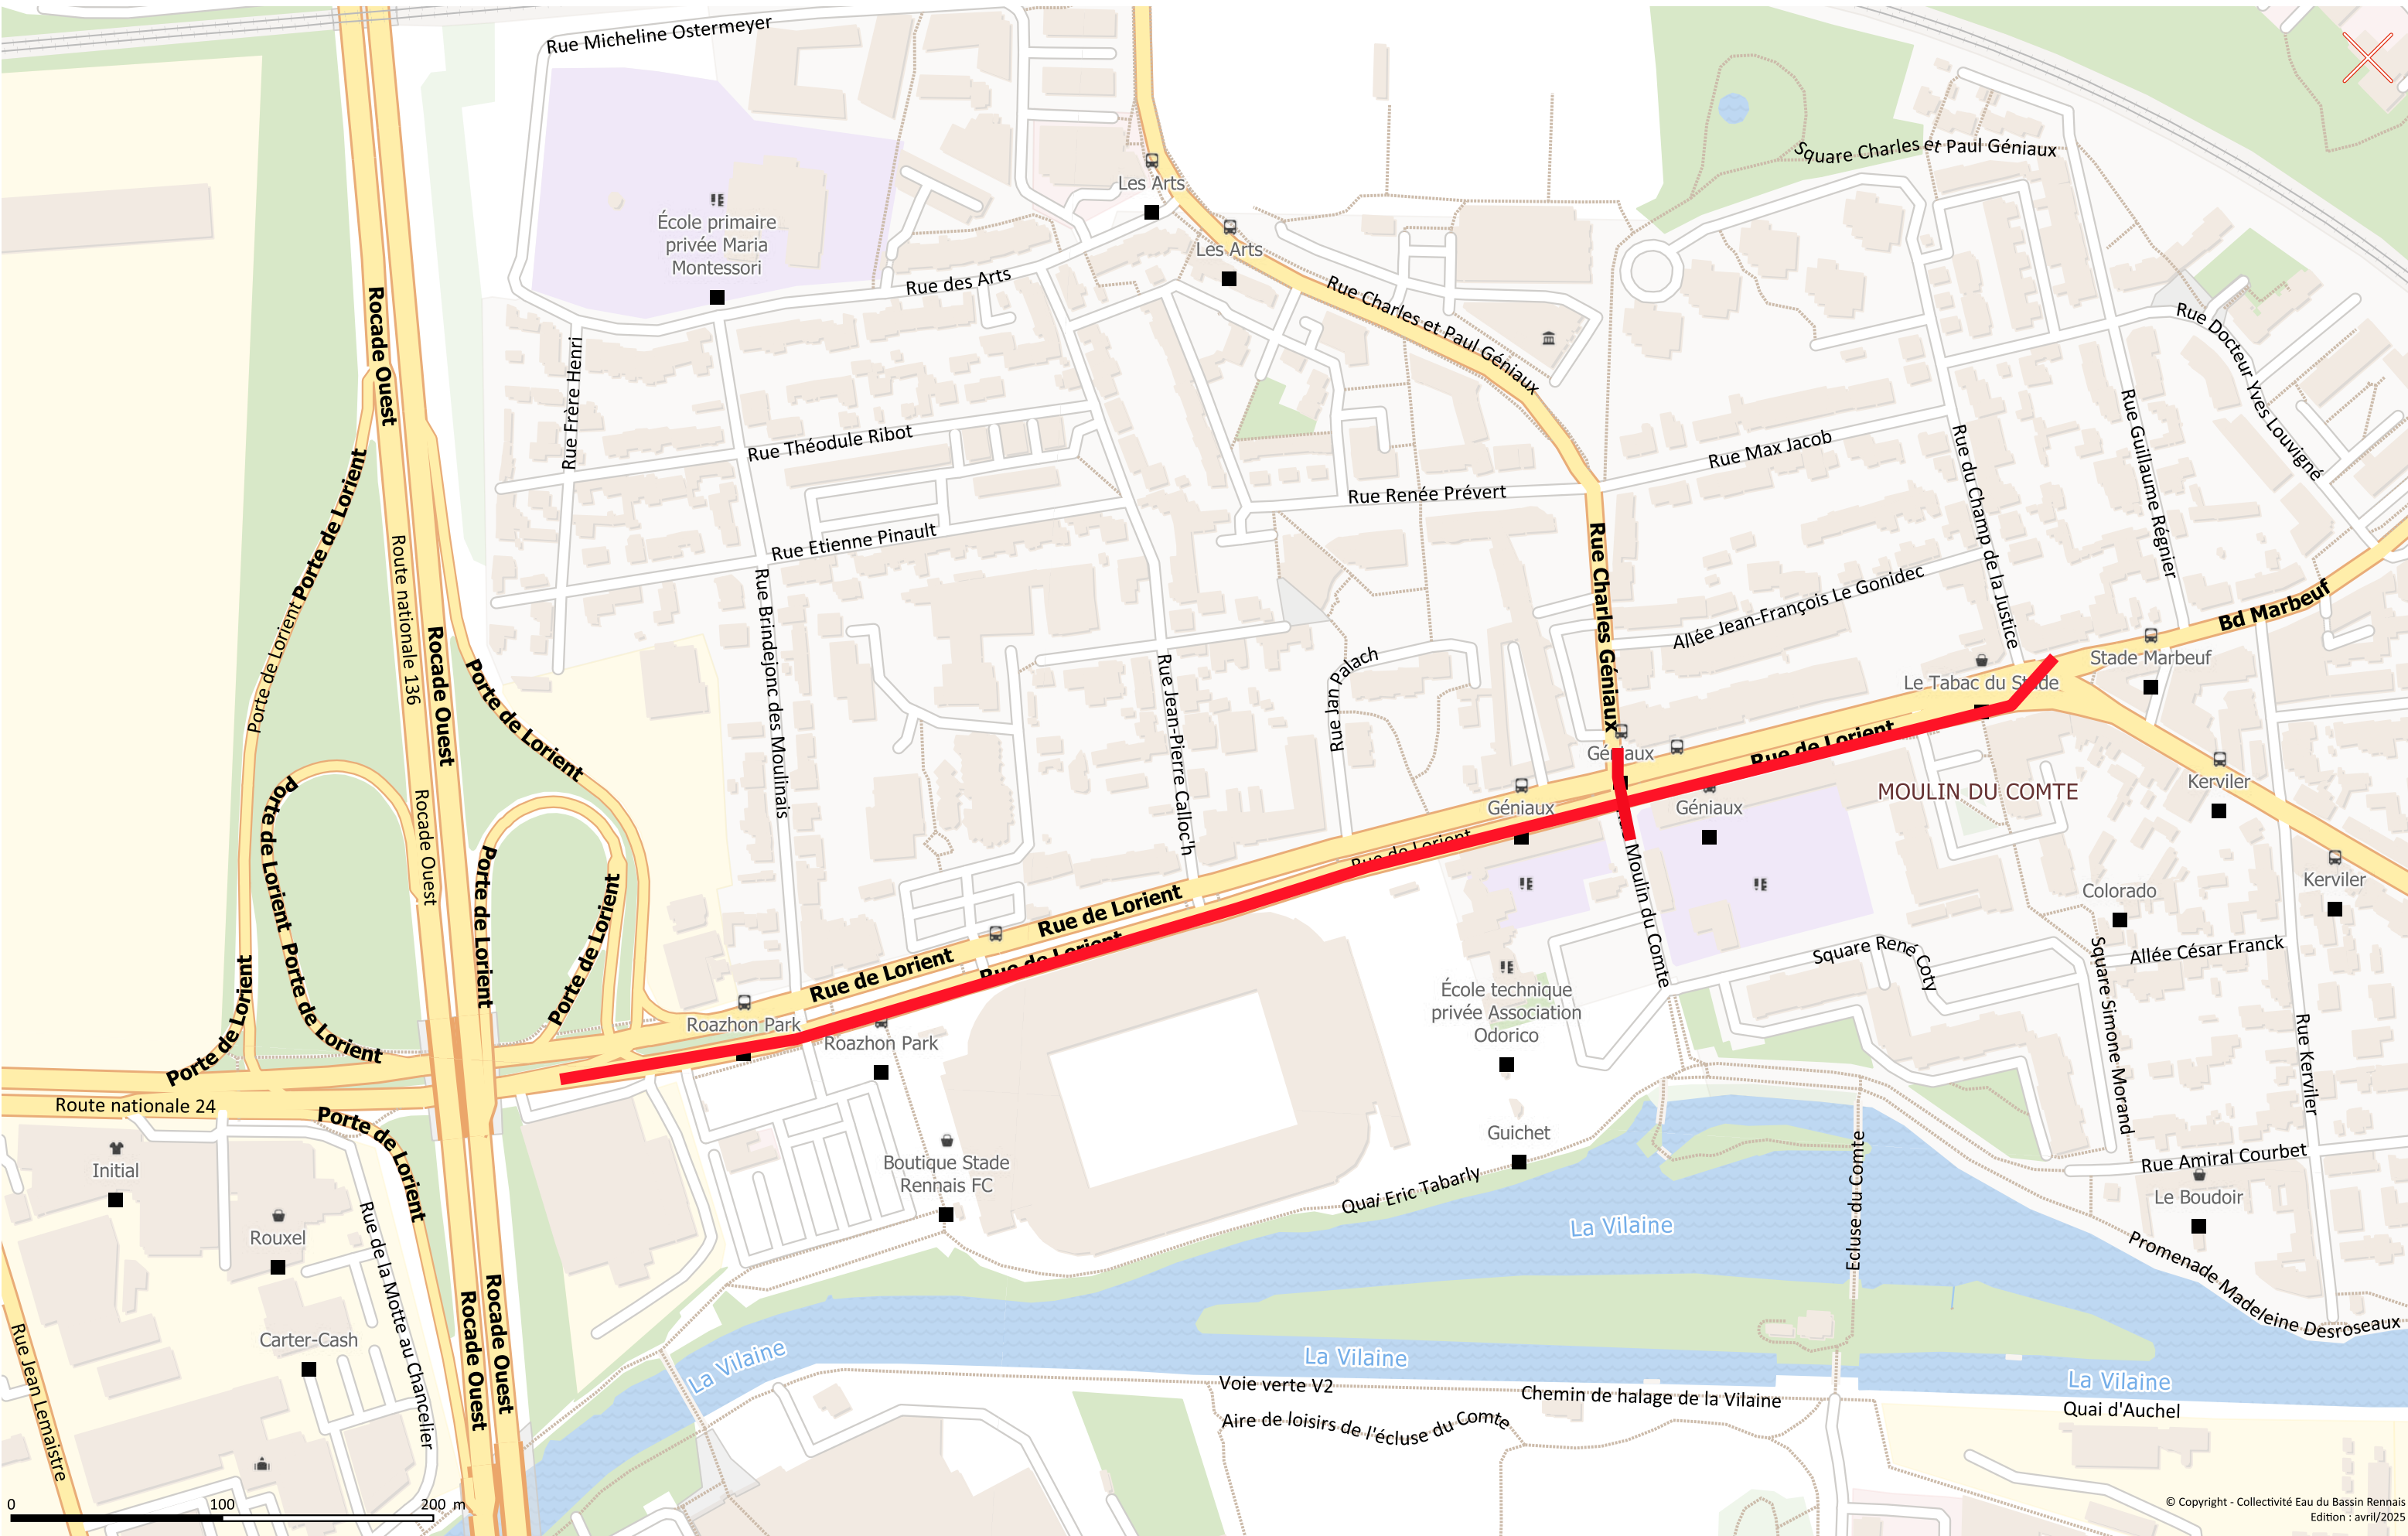 Rue Micheline Ostermeyer
Square Charles et Paul Géniaux
Les Arts
École primaire
privée Maria
Montessori
Les Arts
Rue des Arts
Rue Charles et Paul Géniaux
Rue Docteur Yves Louvigné
Rocade Ouest
Rue Frère Henri
Rue Théodule Ribot
Rue Max Jacob
Rue Guillaume Régnier
Rue du Champ de la Justice
Rue Renée Prévert
Porte de Lorient
Route nationale 136
Rue Etienne Pinault
Rue Charles Géniaux
Allée Jean-François Le Gonidec
Bd Marbeuf
Rue Brindejonc des Moulinais
Porte de Lorient
Rocade Ouest
Porte de Lorient
Rue Jean-Pierre Calloc'h
Rue Jan Palach
Stade Marbeuf
Le Tabac du Stade
Géniaux
Rue de Lorient
Kerviler
MOULIN DU COMTE
Géniaux
Géniaux
Porte de Lorient
Rocade Ouest
Porte de Lorient
Porte de Lorient
Rue de Lorient
Moulin du Comte
Kerviler
Colorado
Rue de Lorient
Rue de Lorient
Rue de Lorient
Square René Coty
Allée César Franck
Square Simone Morand
Porte de Lorient
Porte de Lorient
Roazhon Park
Roazhon Park
École technique
privée Association
Odorico
Rue Kerviler
Route nationale 24
Porte de Lorient
Guichet
Initial
Boutique Stade
Rennais FC
Quai Eric Tabarly
Ecluse du Comte
Rue Amiral Courbet
Le Boudoir
Rouxel
Rue de la Motte au Chancelier
La Vilaine
Promenade Madeleine Desroseaux
Rocade Ouest
Rocade Ouest
Carter-Cash
Rue Jean Lemaistre
La Vilaine
La Vilaine
La Vilaine
Voie verte V2
Chemin de halage de la Vilaine
Quai d'Auchel
Aire de loisirs de l'écluse du Comte
0 100 200 m
© Copyright - Collectivité Eau du Bassin Rennais
Edition : avril/2025